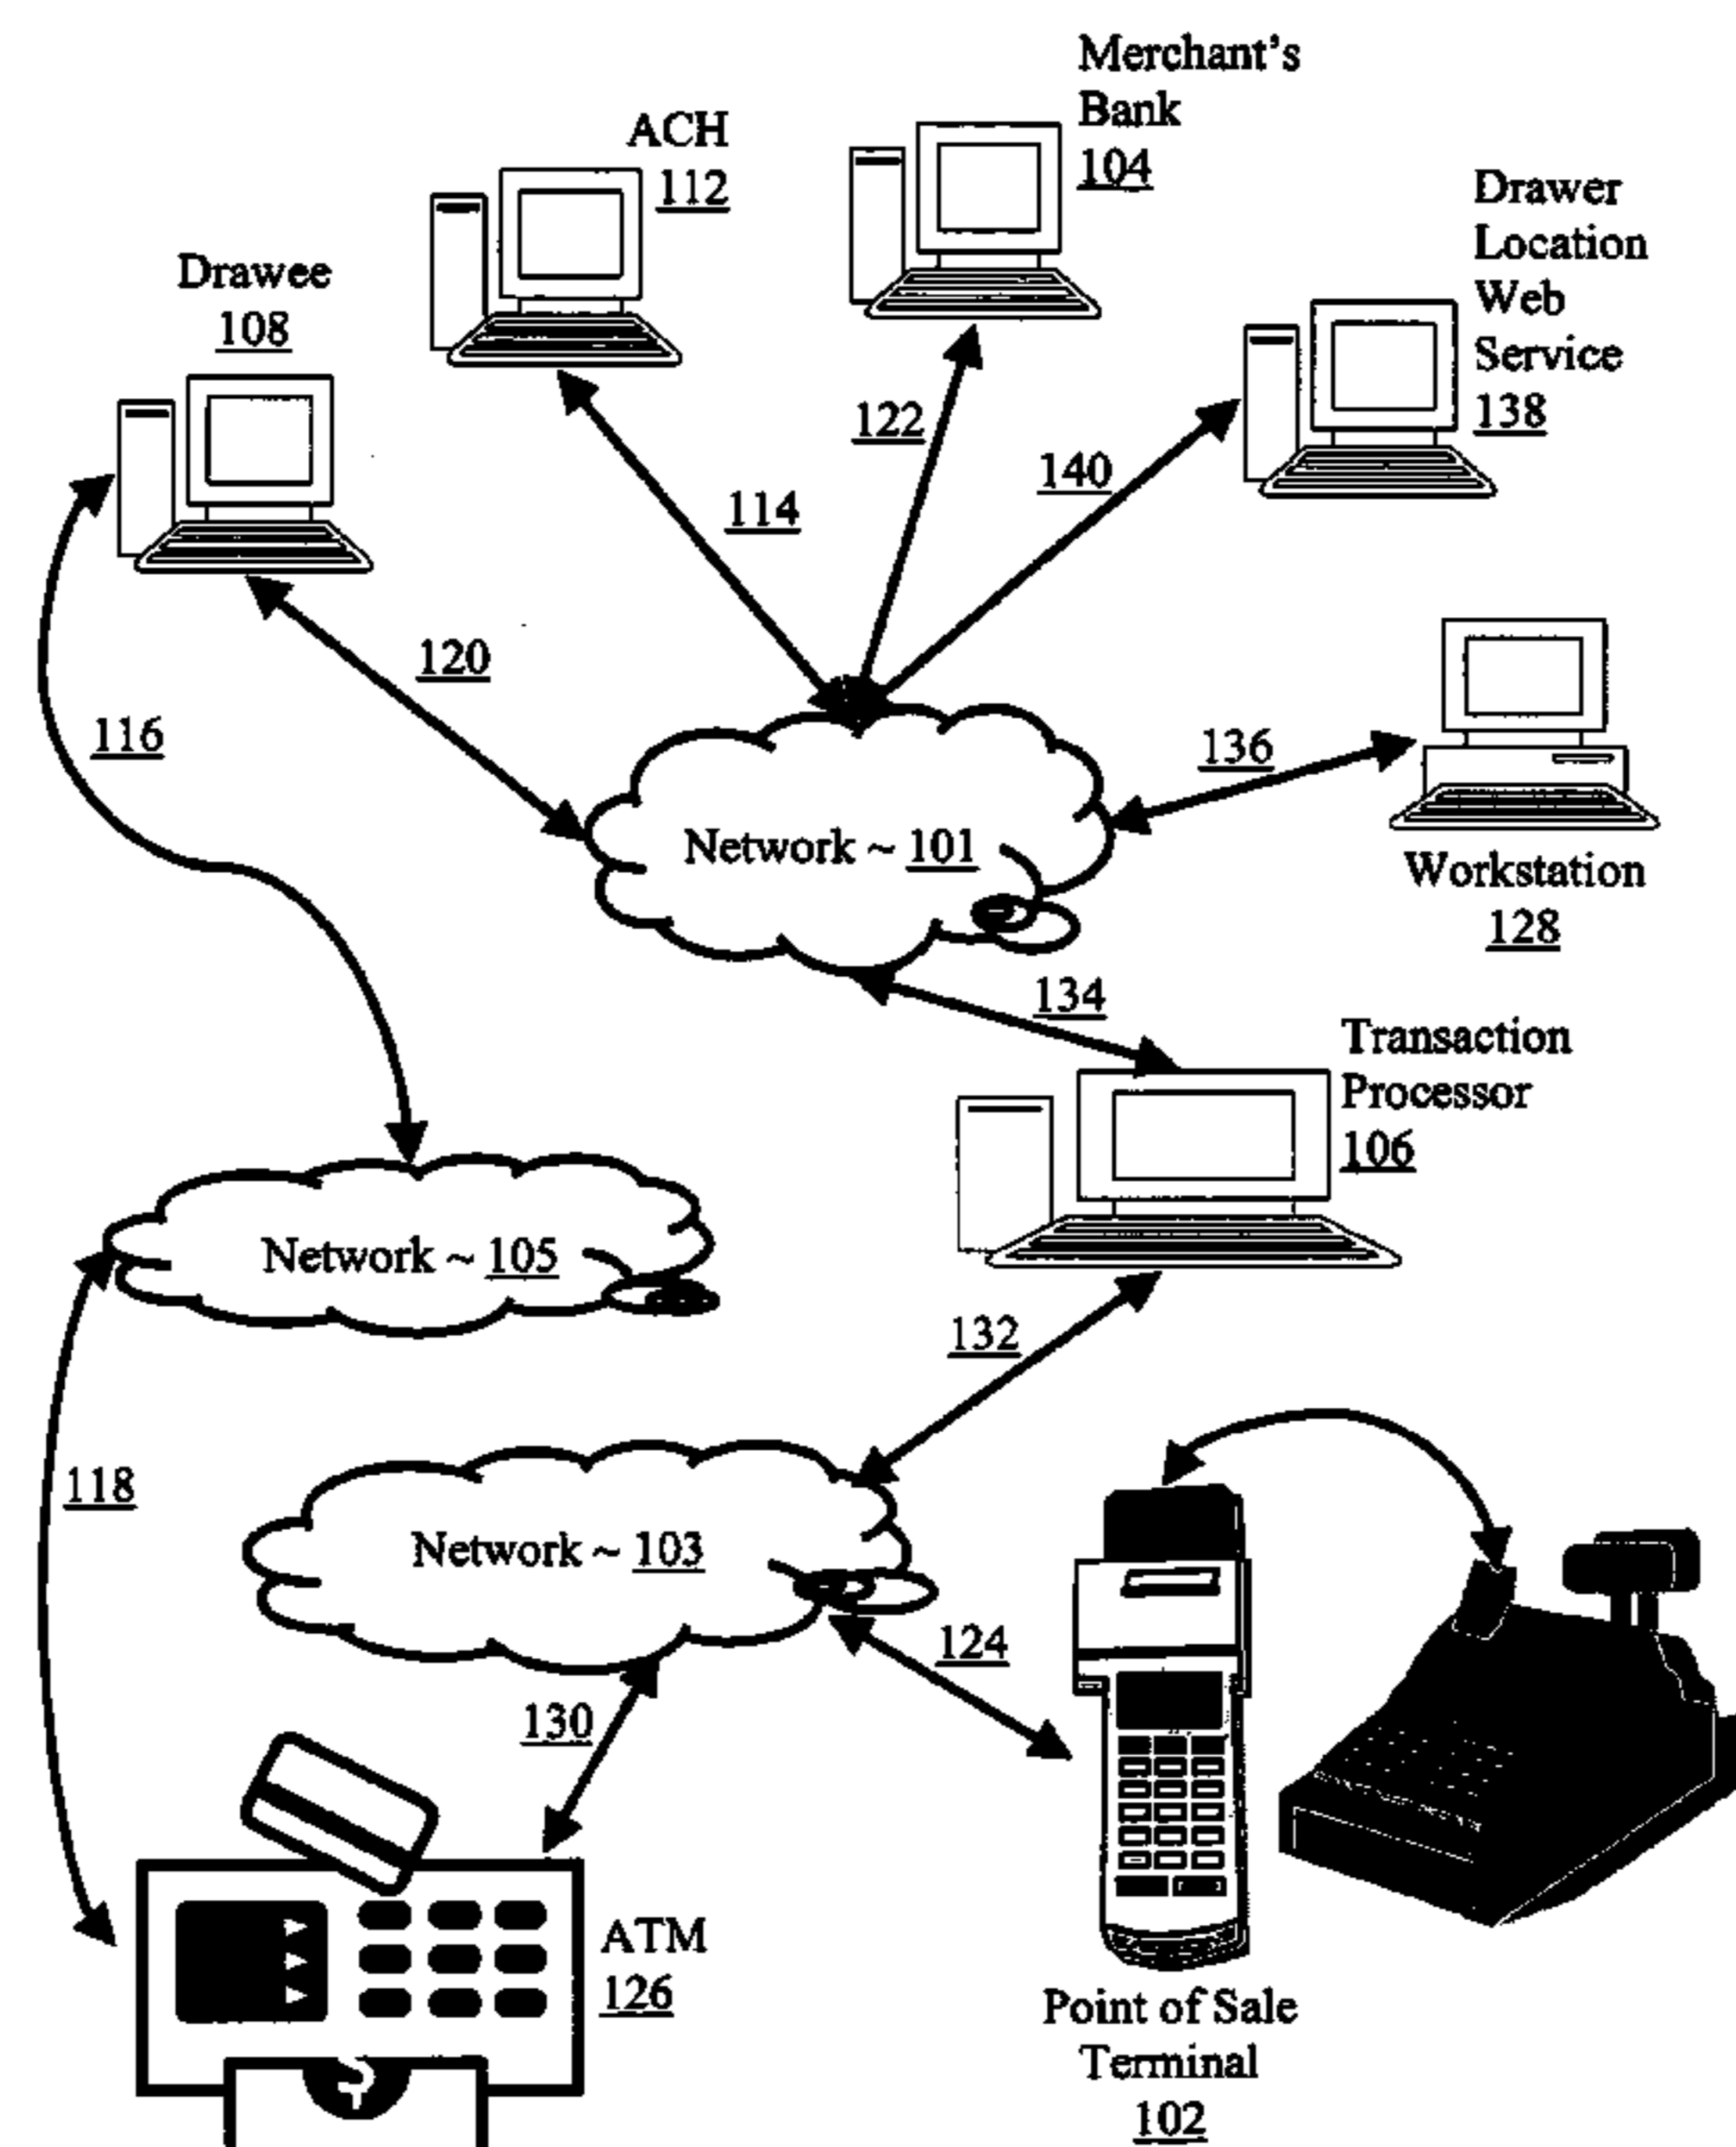 Merchant's
Bank
104
ACH
112
Drawer
Location
Web
Service
138
Drawee
108
122
140
114
120
116
136
Network ~ 101
Workstation
128
134
Transaction
Processor
106
Network ~ 105
132
118
Network ~ 103
124
130
ATM
126
Point of Sale
Terminal
102